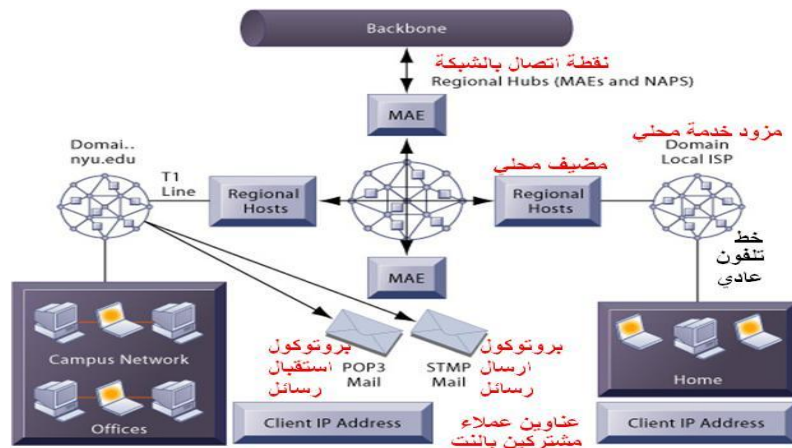 Backbone
نقطة اتصال بالشبكة
Regional Hubs (MAEs and NAPS)
MAE
مزود خدمة محلي
Domai..
nyu.edu
Domain
Local ISP
T1
Line
Regional
Hosts
مضيف محلي
Regional
Hosts
خط
تلفون
عادي
MAE
Campus Network
Offices
بروتوكول
استقبال
رسائل
POP3
Mail
STMP
Mail
بروتوكول
ارسال
رسائل
Home
Client IP Address
عناوين عملاء
مشتركين بالنت
Client IP Address